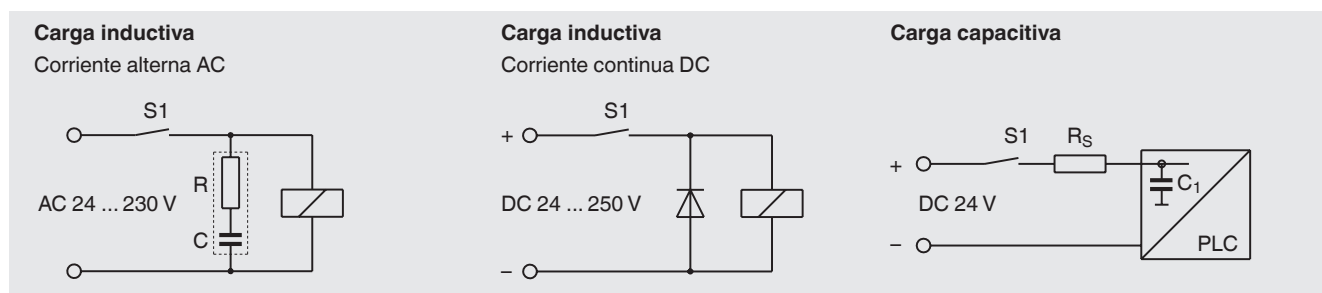 Carga inductiva
Corriente alterna AC
S1
R
AC 24 ... 230 V
C
Carga inductiva
Corriente continua DC
S1
+
DC 24 ... 250 V
–
Carga capacitiva
S1
RS
+
C1
DC 24 V
–
PLC